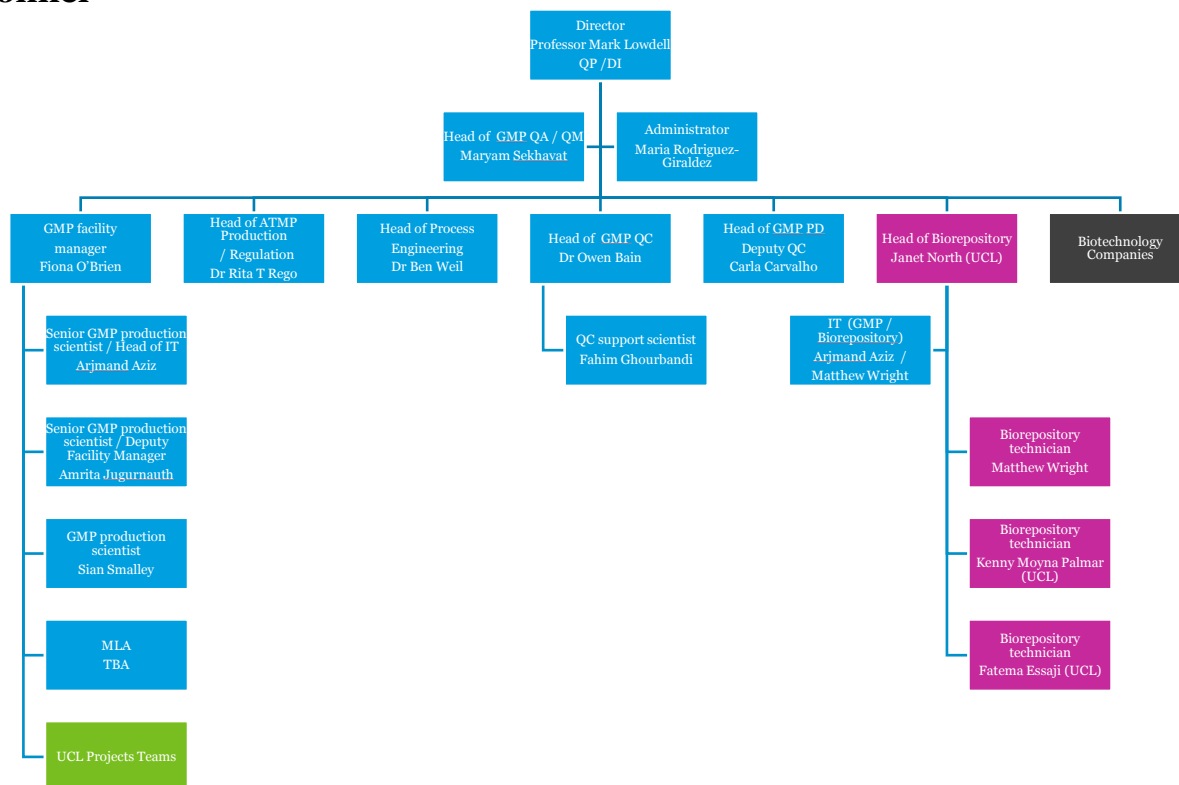 Director
Professor Mark Lowdell
QP /DI
Head of GMP QA / QM
Maryam Sekhavat
Administrator
Maria Rodriguez-
Giraldez
GMP facility
manager
Fiona O'Brien
Head of ATMP
Production
/ Regulation
Dr Rita T Rego
Head of Process
Engineering
Dr Ben Weil
Head of GMP QC
Dr Owen Bain
Head of GMP PD
Deputy QC
Carla Carvalho
Head of Biorepository
Janet North (UCL)
Biotechnology
Companies
Senior GMP production
scientist / Head of IT
Arjmand Aziz
QC support scientist
Fahim Ghourbandi
IT (GMP /
Biorepository)
Arjmand Aziz /
Matthew Wright
Senior GMP production
scientist / Deputy
Facility Manager
Amrita Jugurnauth
Biorepository
technician
Matthew Wright
GMP production
scientist
Sian Smalley
Biorepository
technician
Kenny Moyna Palmar
(UCL)
MLA
TBA
Biorepository
technician
Fatema Essaji (UCL)
UCL Projects Teams